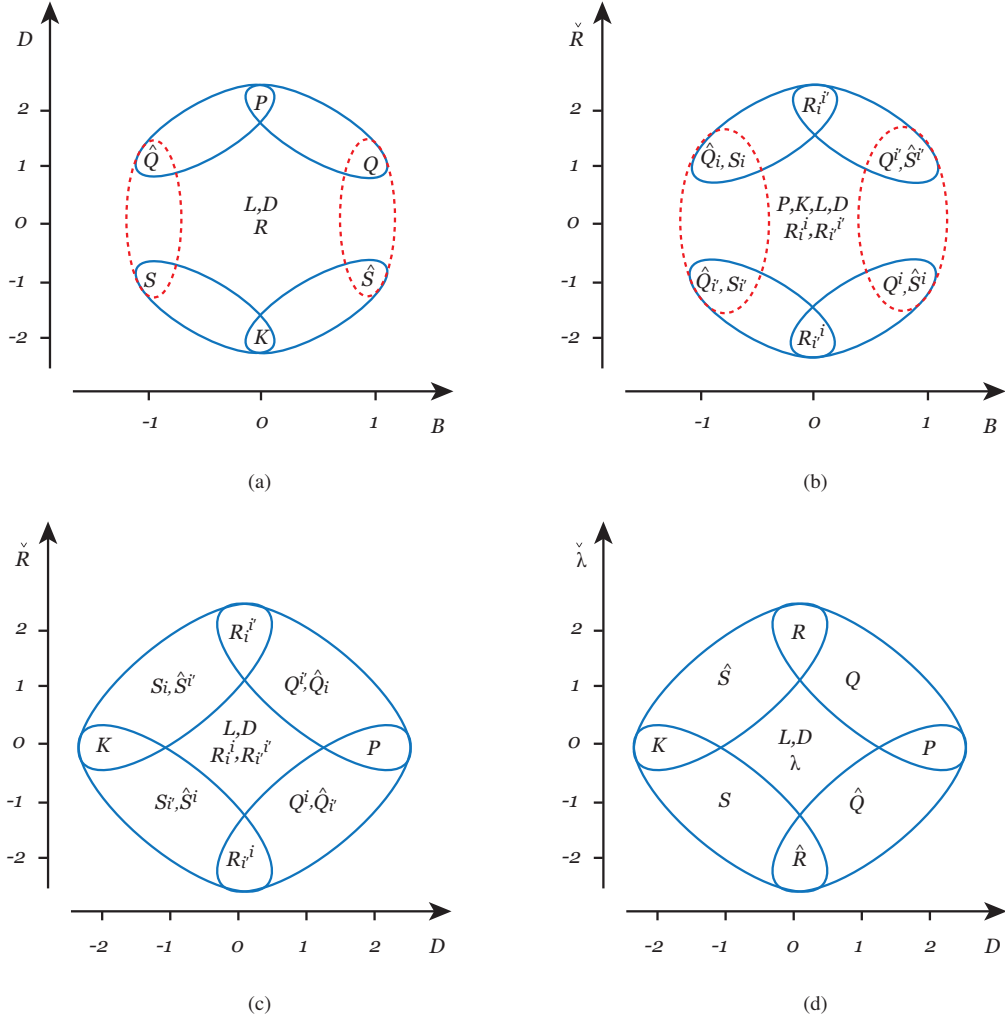 D
2
1
0
-1
-2
P
Q̂
Q
L,D
R
S
Ŝ
K
-1 0 1 B
(a)
Ř
2
1
0
-1
-2
R_i^{i'}
Q̂_i, S_i
Q^{i'}, Ŝ^{i'}
P,K,L,D
R_i^i, R_{i'}^{i'}
Q̂_{i'}, S_{i'}
Q^i, Ŝ^i
R_{i'}^i
-1 0 1 B
(b)
Ř
2
1
0
-1
-2
R_i^{i'}
S_i, Ŝ^{i'}
Q^{i'}, Q̂_i
L,D
K
R_i^i, R_{i'}^{i'}
P
S_{i'}, Ŝ^i
Q^i, Q̂_{i'}
R_{i'}^i
-2 -1 0 1 2 D
(c)
λ̌
2
1
0
-1
-2
R
Ŝ
Q
L,D
K
λ
P
S
Q̂
R̂
-2 -1 0 1 2 D
(d)